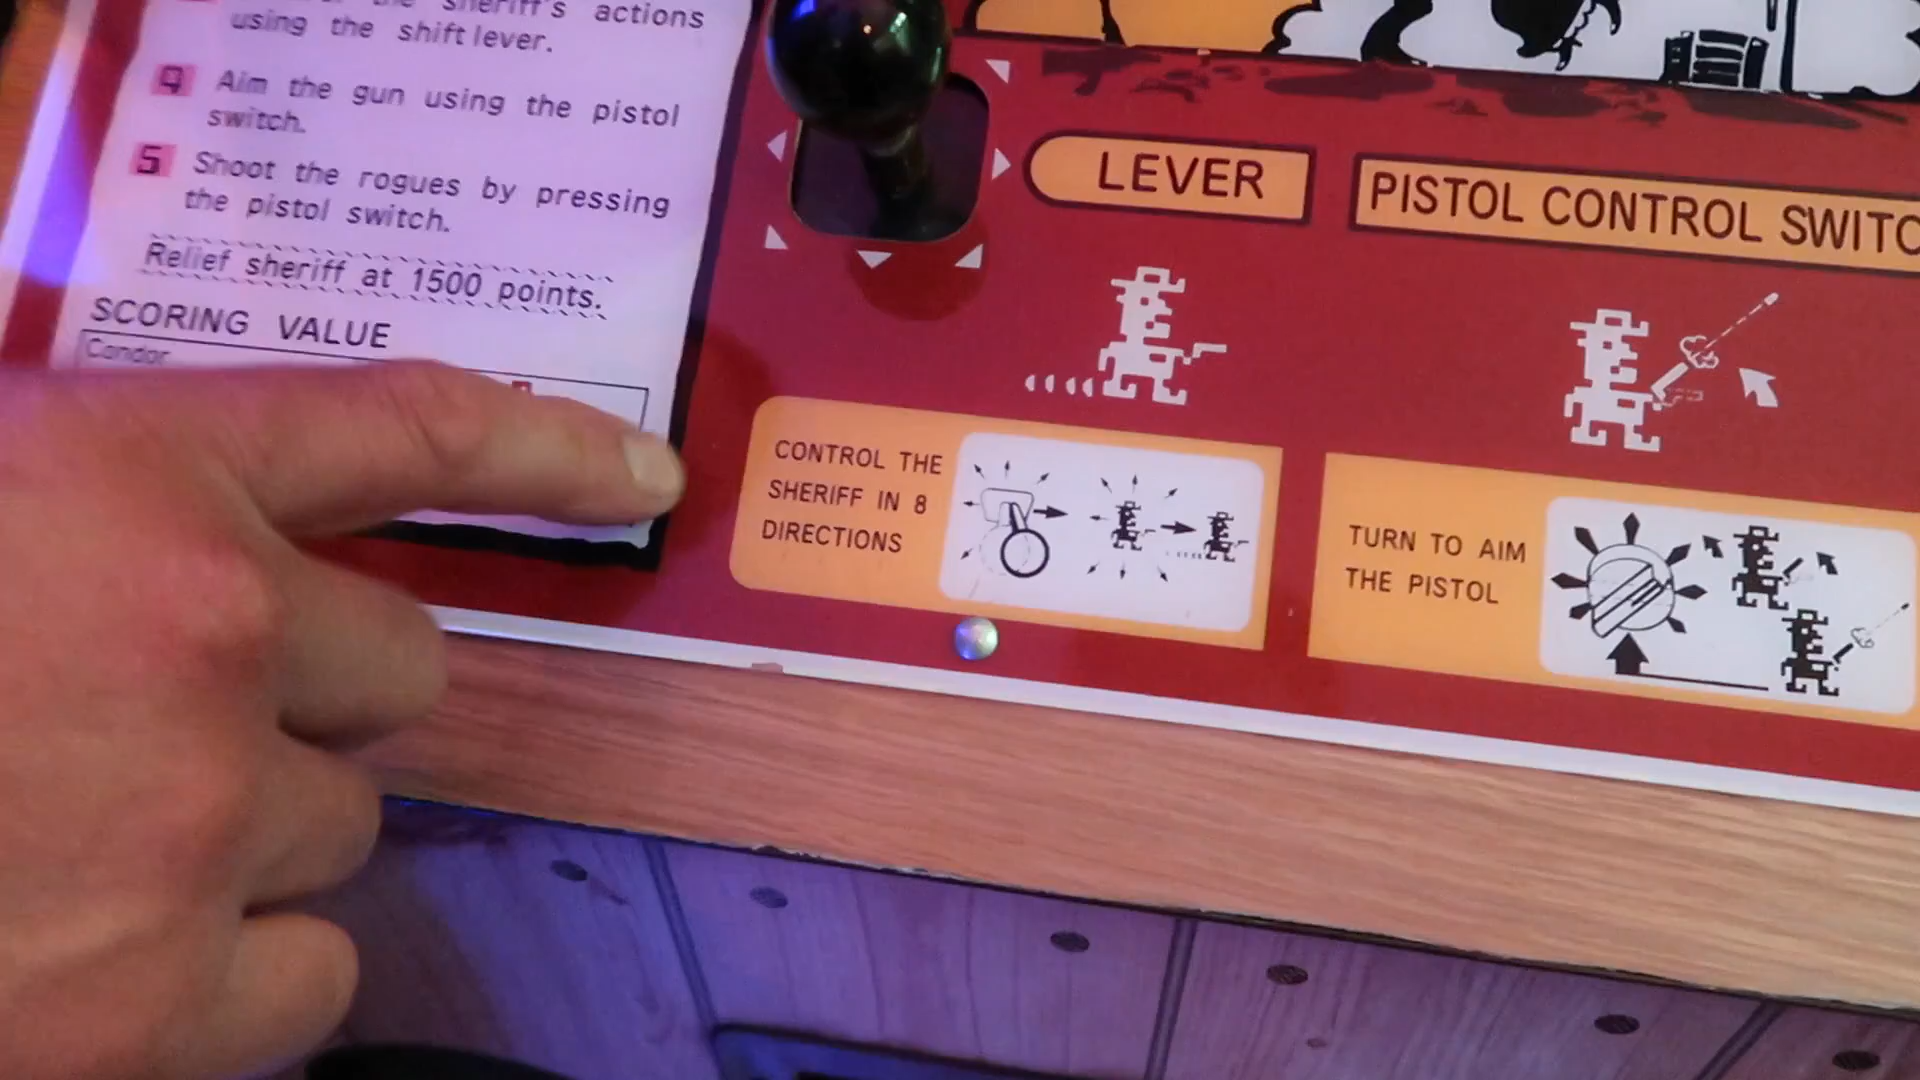 sheriff's actions
using the shift lever.
4 Aim the gun using the pistol
switch.
5 Shoot the rogues by pressing
the pistol switch.
Relief sheriff at 1500 points.
SCORING VALUE
Condor
LEVER
PISTOL CONTROL SWITC
CONTROL THE
SHERIFF IN 8
DIRECTIONS
TURN TO AIM
THE PISTOL